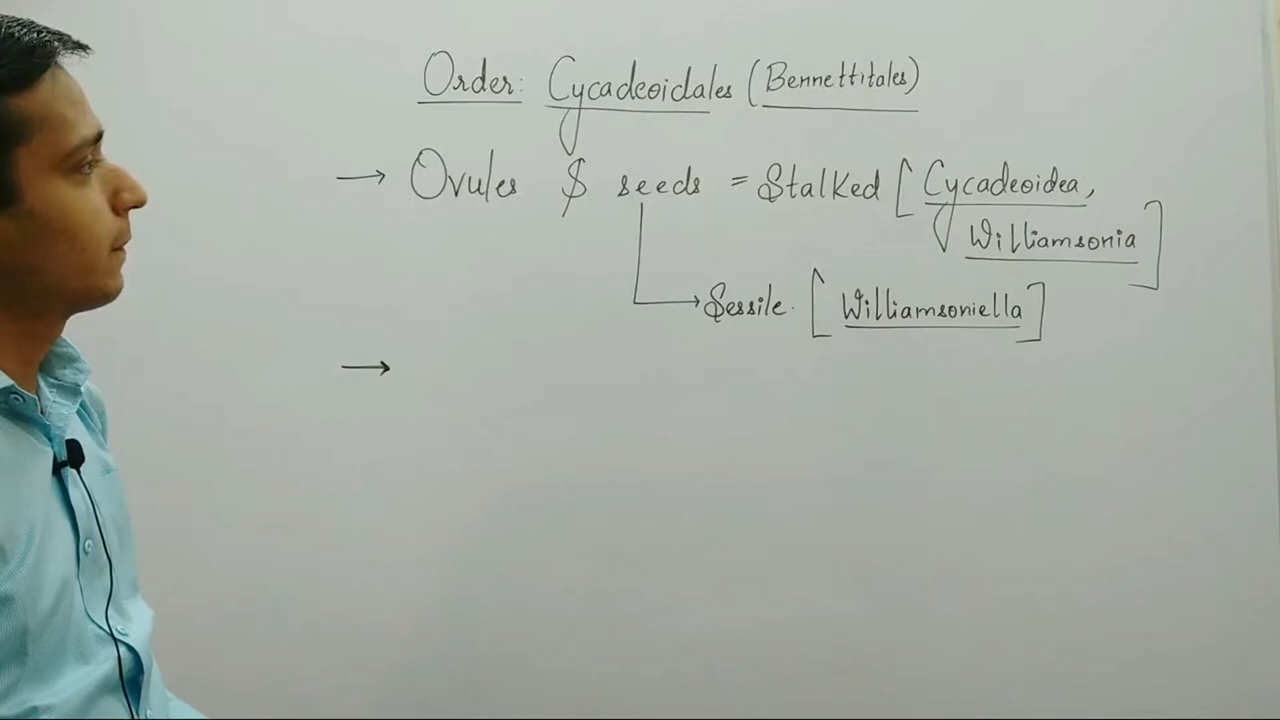 Order: Cycadeoidales (Bennettitales)
→ Ovules & seeds = Stalked [Cycadeoidea,
Williamsonia]
→ Sessile. [Williamsoniella]
→